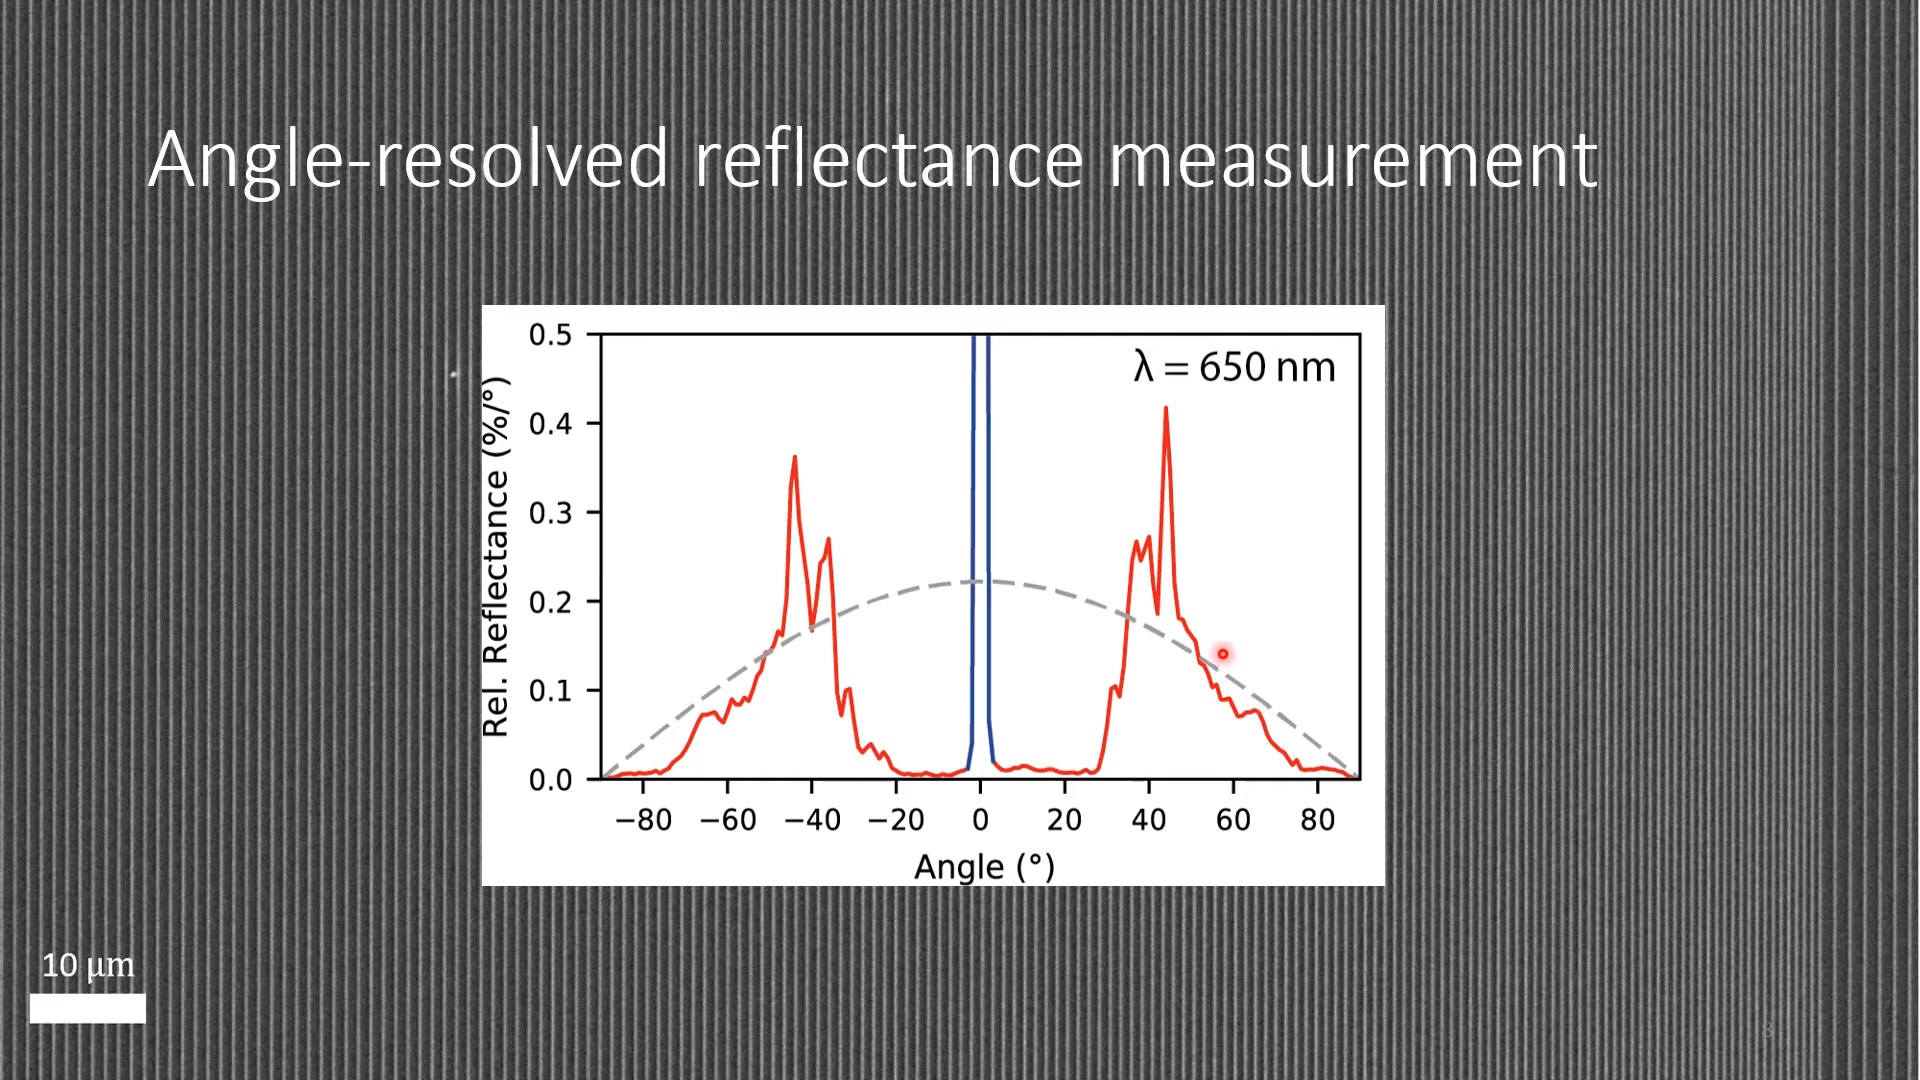 Angle-resolved reflectance measurement
λ = 650 nm
0.5
0.4
0.3
0.2
0.1
0.0
Rel. Reflectance (%/°)
−80 −60 −40 −20 0 20 40 60 80
Angle (°)
10 μm
3